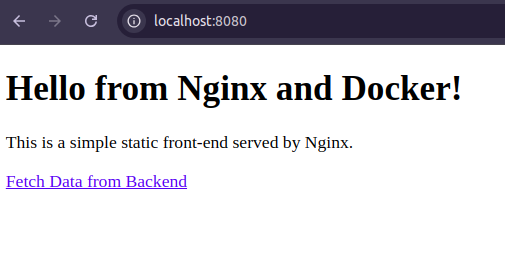 localhost:8080
Hello from Nginx and Docker!
This is a simple static front-end served by Nginx.
Fetch Data from Backend